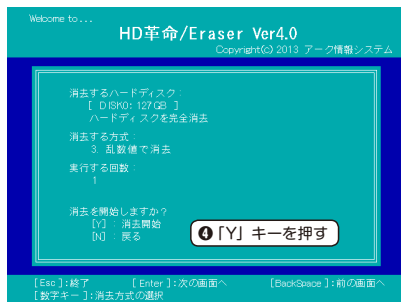 Welcome to...
HD革命/Eraser Ver4.0
Copyright(C) 2013 アーク情報システム
消去するハードディスク:
[ DISK0: 127GB ]
ハードディスクを完全消去
消去する方式:
3. 乱数値で消去
実行する回数:
1
消去を開始しますか?
[Y] : 消去開始
[N] : 戻る
❹「Y」キーを押す
[Esc]:終了 [Enter]:次の画面へ [BackSpace]:前の画面へ
[数字キー]:消去方式の選択